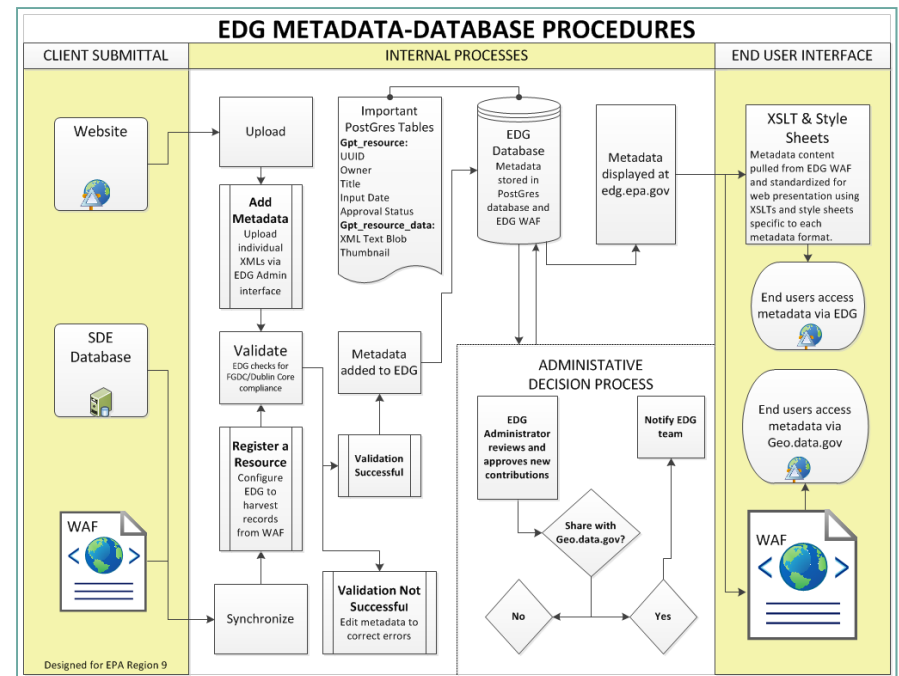 EDG METADATA-DATABASE PROCEDURES
CLIENT SUBMITTAL
INTERNAL PROCESSES
END USER INTERFACE
Website
SDE
Database
WAF
Designed for EPA Region 9
Upload
Add
Metadata
Upload
individual
XMLs via
EDG Admin
interface
Validate
EDG checks for
FGDC/Dublin Core
compliance
Register a
Resource
Configure
EDG to
harvest
records
from WAF
Synchronize
Important
PostGres Tables
Gpt_resource:
UUID
Owner
Title
Input Date
Approval Status
Gpt_resource_data:
XML Text Blob
Thumbnail
Metadata
added to EDG
Validation
Successful
Validation Not
Successful
Edit metadata to
correct errors
EDG
Database
Metadata
stored in
PostGres
database and
EDG WAF
Metadata
displayed at
edg.epa.gov
ADMINISTATIVE
DECISION PROCESS
EDG
Administrator
reviews and
approves new
contributions
Notify EDG
team
Share with
Geo.data.gov?
No
Yes
XSLT & Style
Sheets
Metadata content
pulled from EDG WAF
and standardized for
web presentation using
XSLTs and style sheets
specific to each
metadata format.
End users access
metadata via EDG
End users access
metadata via
Geo.data.gov
WAF